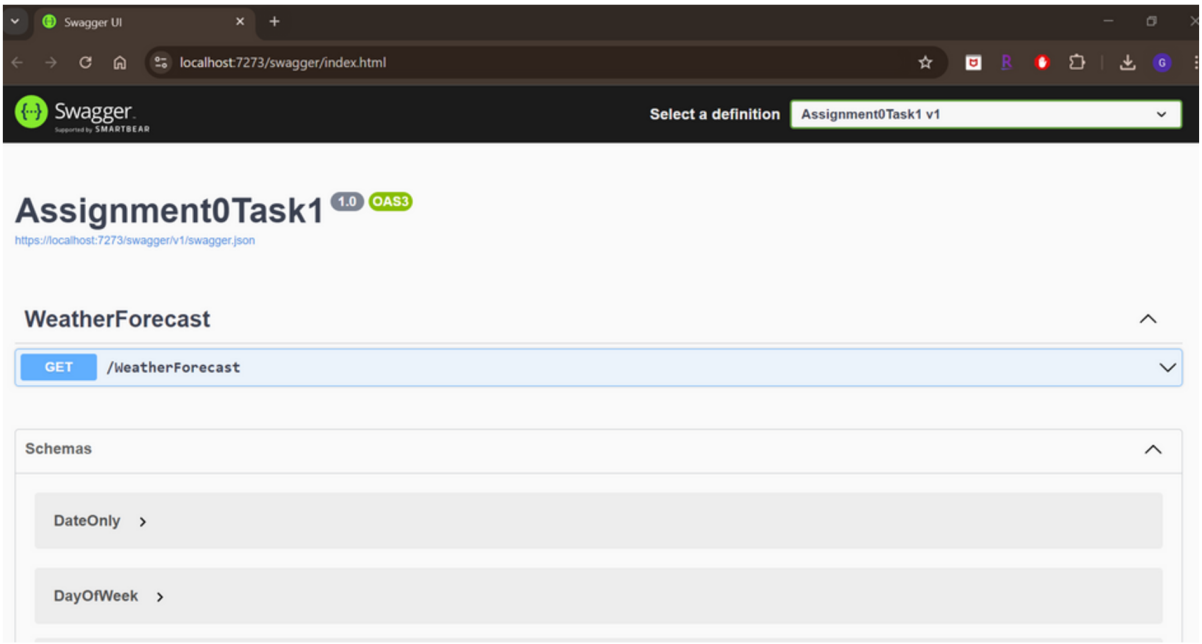 Swagger UI
localhost:7273/swagger/index.html
R
G
Swagger.
Supported by SMARTBEAR
Select a definition
Assignment0Task1 v1
Assignment0Task1 1.0 OAS3
https://localhost:7273/swagger/v1/swagger.json
WeatherForecast
GET /WeatherForecast
Schemas
DateOnly
DayOfWeek